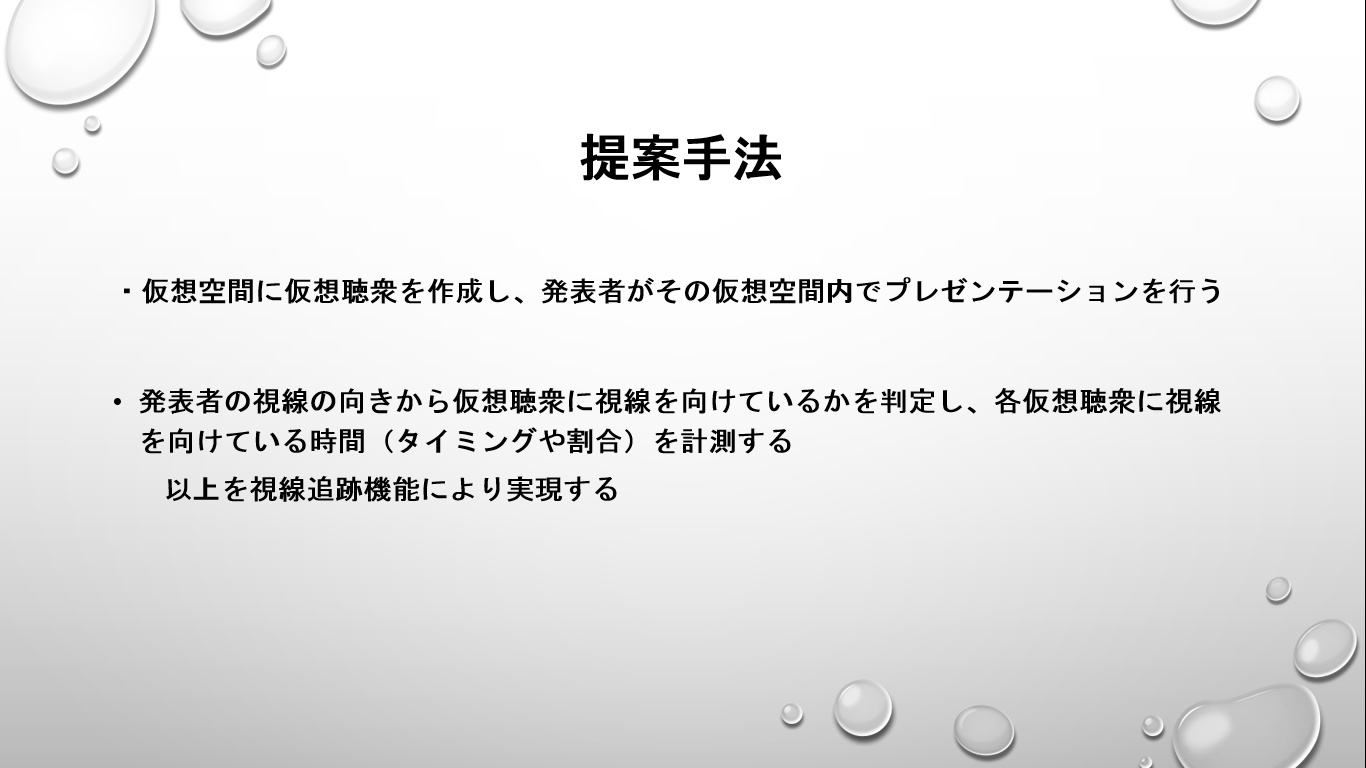 提案手法
・仮想空間に仮想聴衆を作成し、発表者がその仮想空間内でプレゼンテーションを行う
• 発表者の視線の向きから仮想聴衆に視線を向けているかを判定し、各仮想聴衆に視線
を向けている時間（タイミングや割合）を計測する
以上を視線追跡機能により実現する